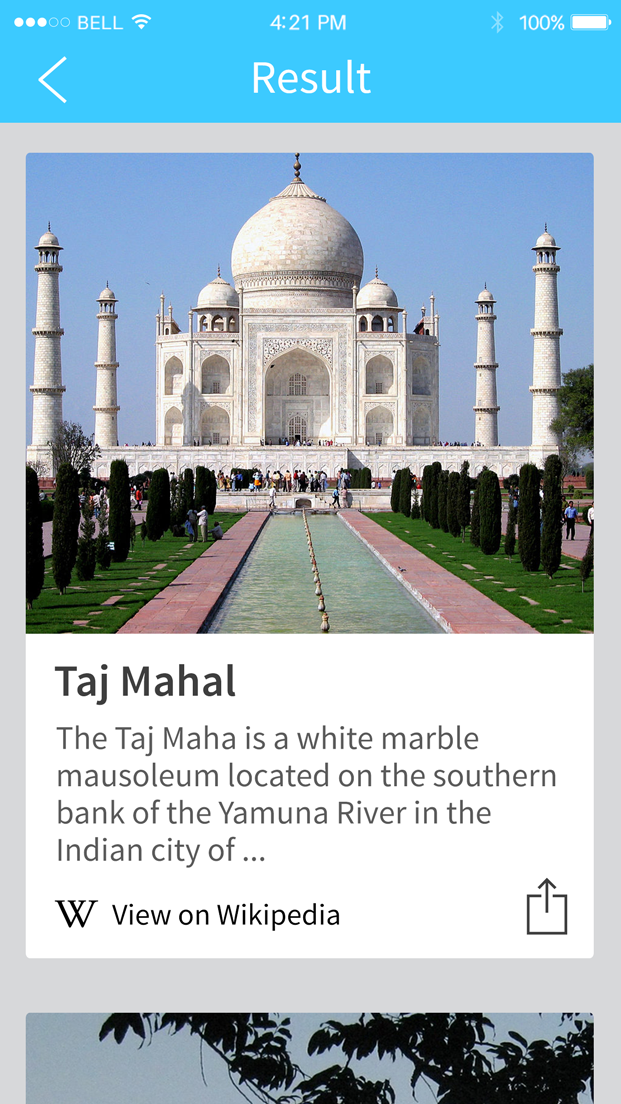 BELL 4:21 PM 100%
Result
Taj Mahal
The Taj Maha is a white marble
mausoleum located on the southern
bank of the Yamuna River in the
Indian city of ...
W View on Wikipedia